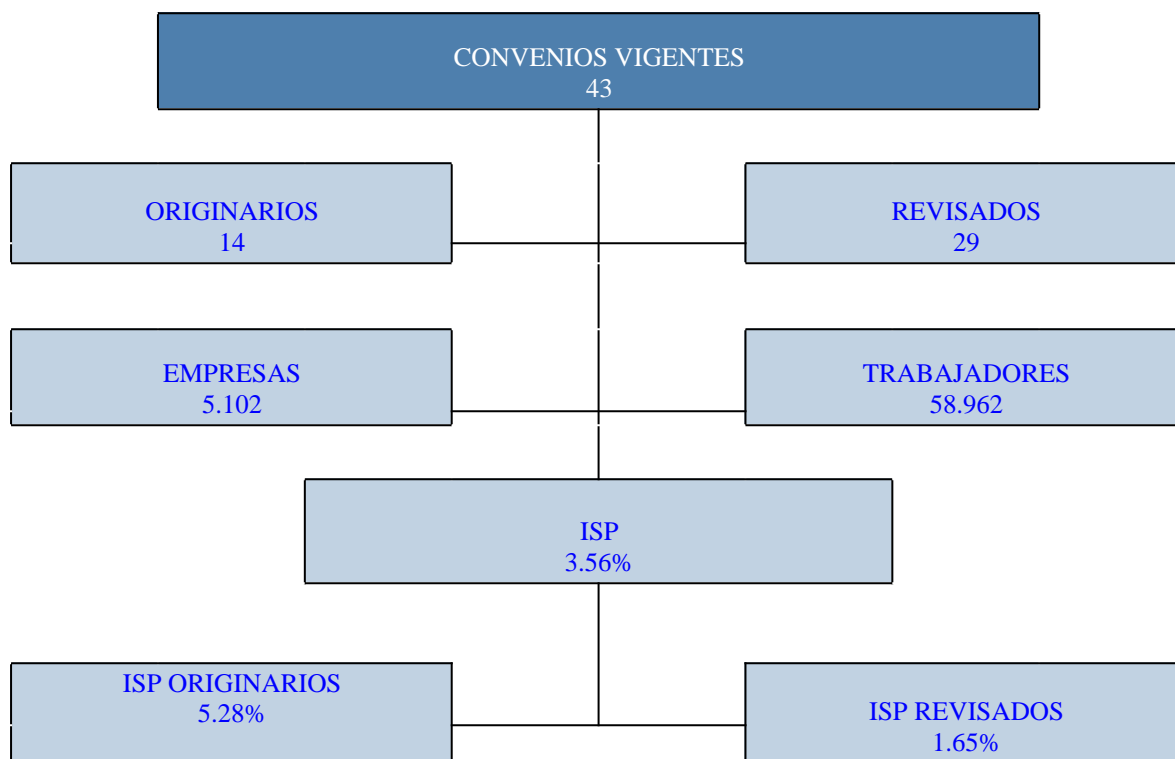 CONVENIOS VIGENTES
43
ORIGINARIOS
14
REVISADOS
29
EMPRESAS
5.102
TRABAJADORES
58.962
ISP
3.56%
ISP ORIGINARIOS
5.28%
ISP REVISADOS
1.65%